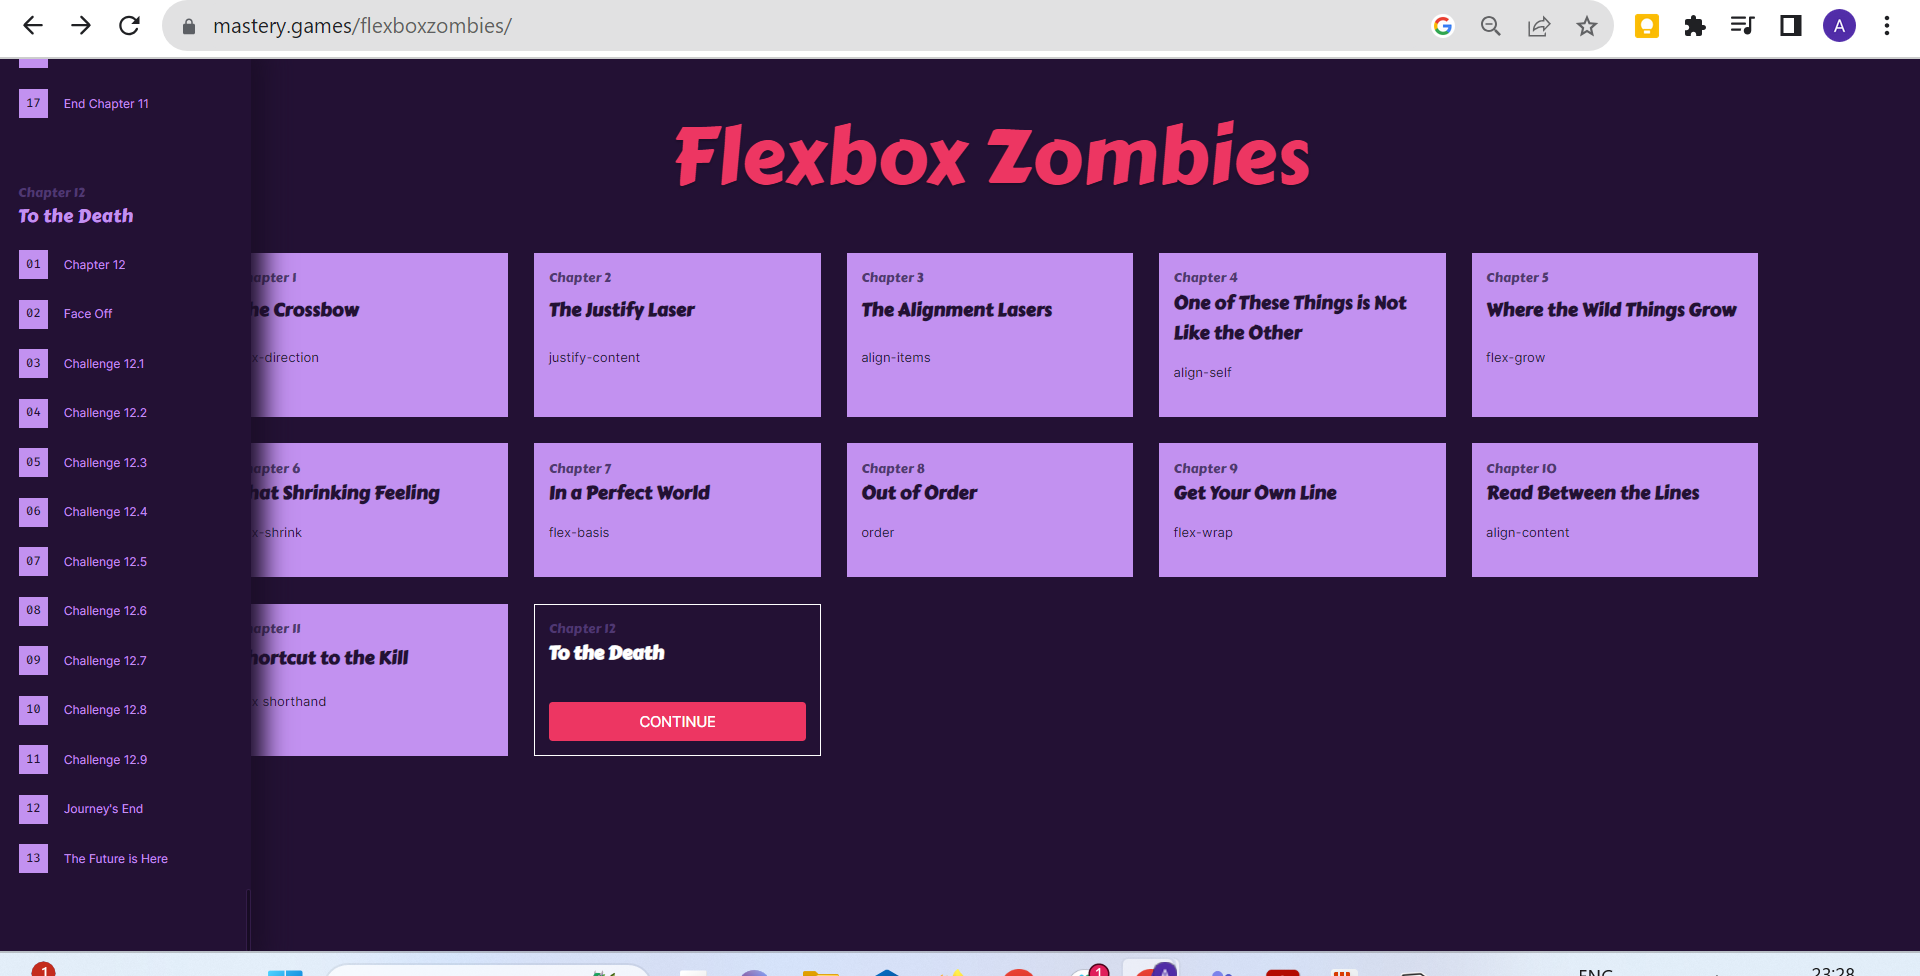 mastery.games/flexboxzombies/
A
17 End Chapter 11
Chapter 12
To the Death
01 Chapter 12
02 Face Off
03 Challenge 12.1
04 Challenge 12.2
05 Challenge 12.3
06 Challenge 12.4
07 Challenge 12.5
08 Challenge 12.6
09 Challenge 12.7
10 Challenge 12.8
11 Challenge 12.9
12 Journey's End
13 The Future is Here
Flexbox Zombies
apter 1
he Crossbow
x-direction
Chapter 2
The Justify Laser
justify-content
Chapter 3
The Alignment Lasers
align-items
Chapter 4
One of These Things is Not
Like the Other
align-self
Chapter 5
Where the Wild Things Grow
flex-grow
apter 6
hat Shrinking Feeling
x-shrink
Chapter 7
In a Perfect World
flex-basis
Chapter 8
Out of Order
order
Chapter 9
Get Your Own Line
flex-wrap
Chapter 10
Read Between the Lines
align-content
apter 11
hortcut to the Kill
x shorthand
Chapter 12
To the Death
CONTINUE
1
1
A
ENG
23:28